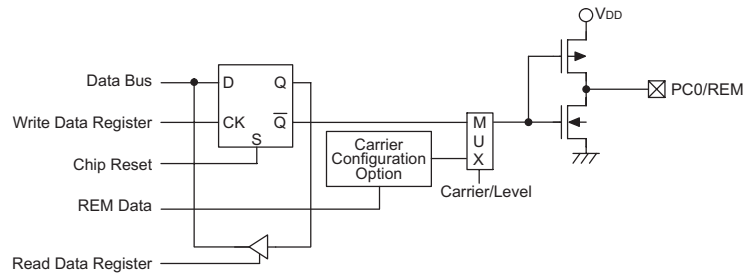 VDD
Data Bus
D
Q
PC0/REM
Write Data Register
CK
Q
M
U
X
S
Carrier
Configuration
Option
Chip Reset
Carrier/Level
REM Data
Read Data Register